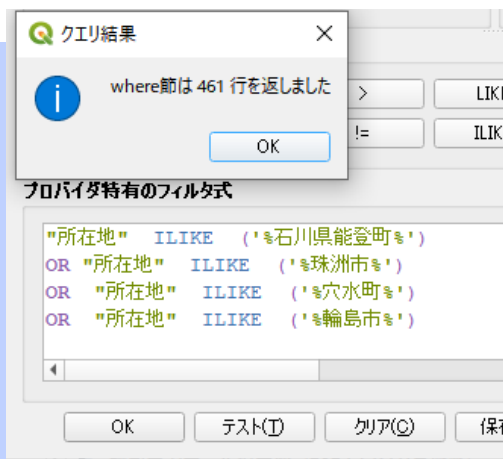 クエリ結果
where節は 461 行を返しました
OK
>
LIK
!=
ILIK
プロバイダ特有のフィルタ式
"所在地" ILIKE ('%石川県能登町%')
OR "所在地" ILIKE ('%珠洲市%')
OR "所在地" ILIKE ('%穴水町%')
OR "所在地" ILIKE ('%輪島市%')
OK
テスト(T)
クリア(C)
保